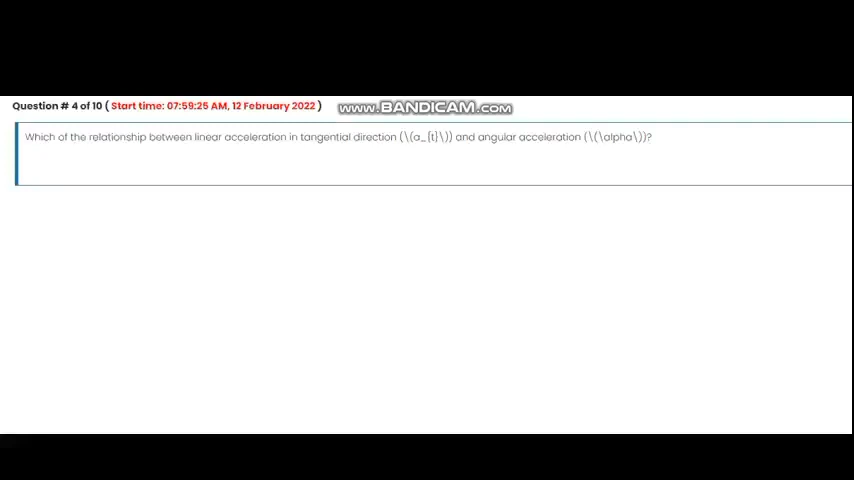 Question # 4 of 10 ( Start time: 07:59:25 AM, 12 February 2022 ) www.BANDICAM.com
Which of the relationship between linear acceleration in tangential direction (\(a_{t}\)) and angular acceleration (\(\alpha\))?